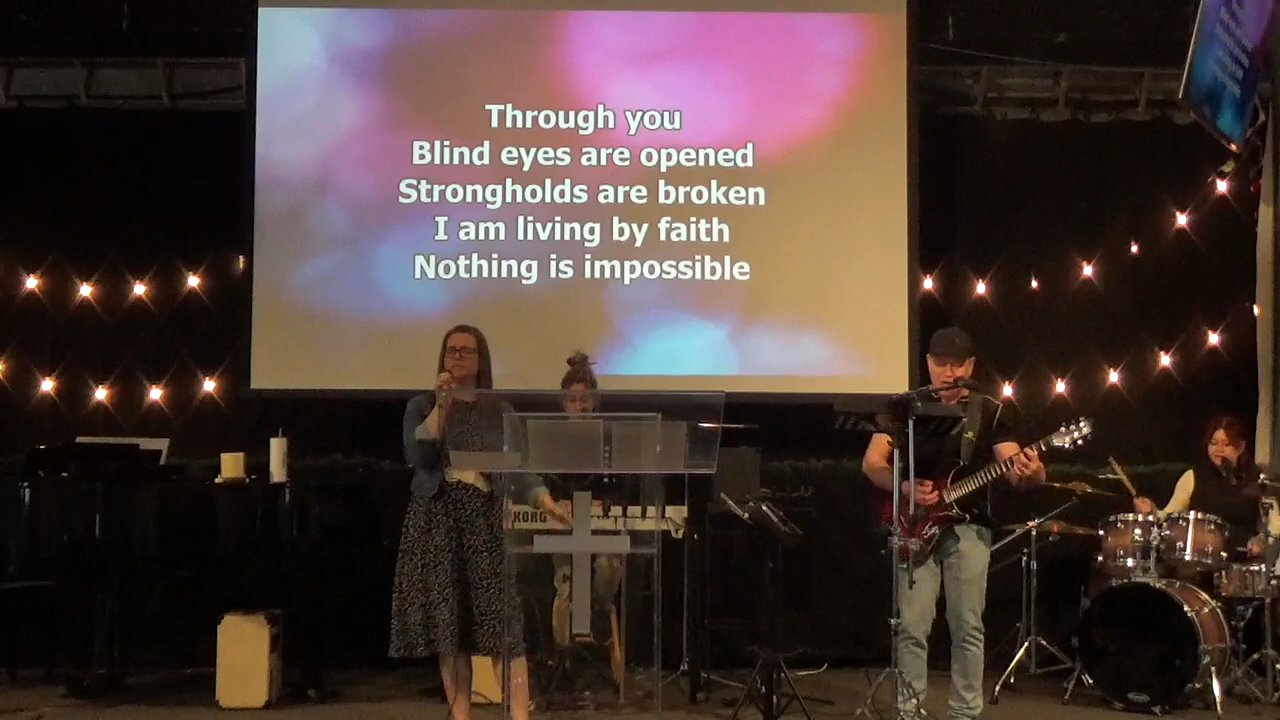 Through you
Blind eyes are opened
Strongholds are broken
I am living by faith
Nothing is impossible
KORG